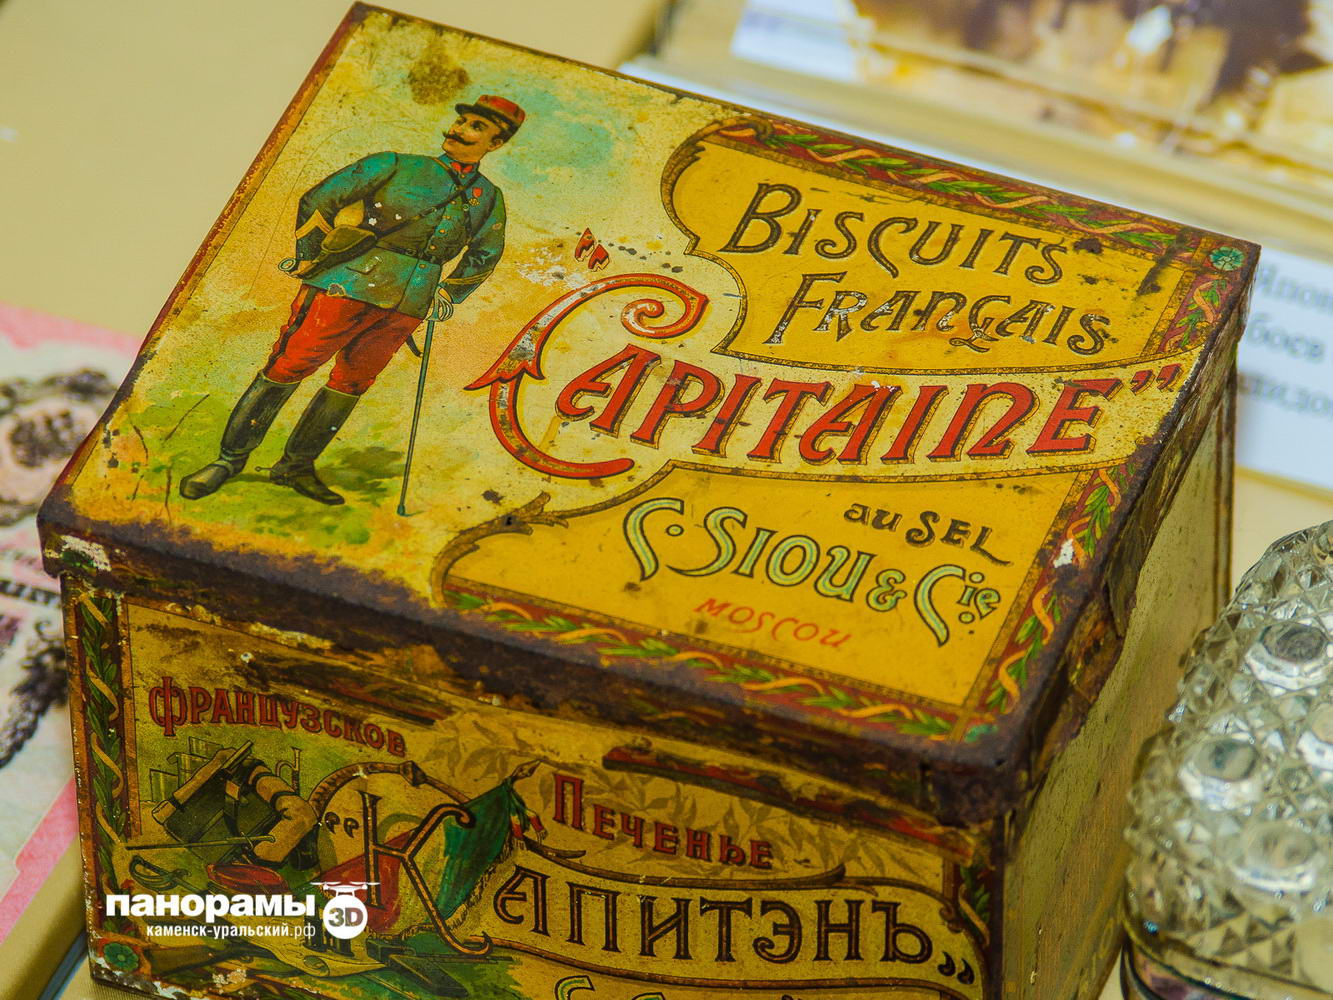 BISCUITS
FRANÇAIS
"CAPITAINE"
AU SEL
S. SIOU & Cie.
MOSCOU
ФРАНЦУЗСКОЕ
ПЕЧЕНЬЕ
"КАПИТЭНЪ"
панорамы 3D
каменск-уральский.рф